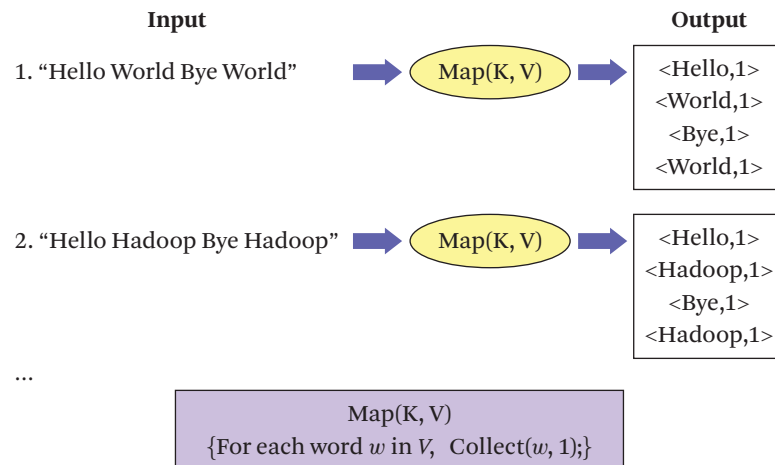 Input Output
1. “Hello World Bye World” Map(K, V) <Hello,1>
<World,1>
<Bye,1>
<World,1>
2. “Hello Hadoop Bye Hadoop” Map(K, V) <Hello,1>
<Hadoop,1>
<Bye,1>
<Hadoop,1>
...
Map(K, V)
{For each word w in V, Collect(w, 1);}